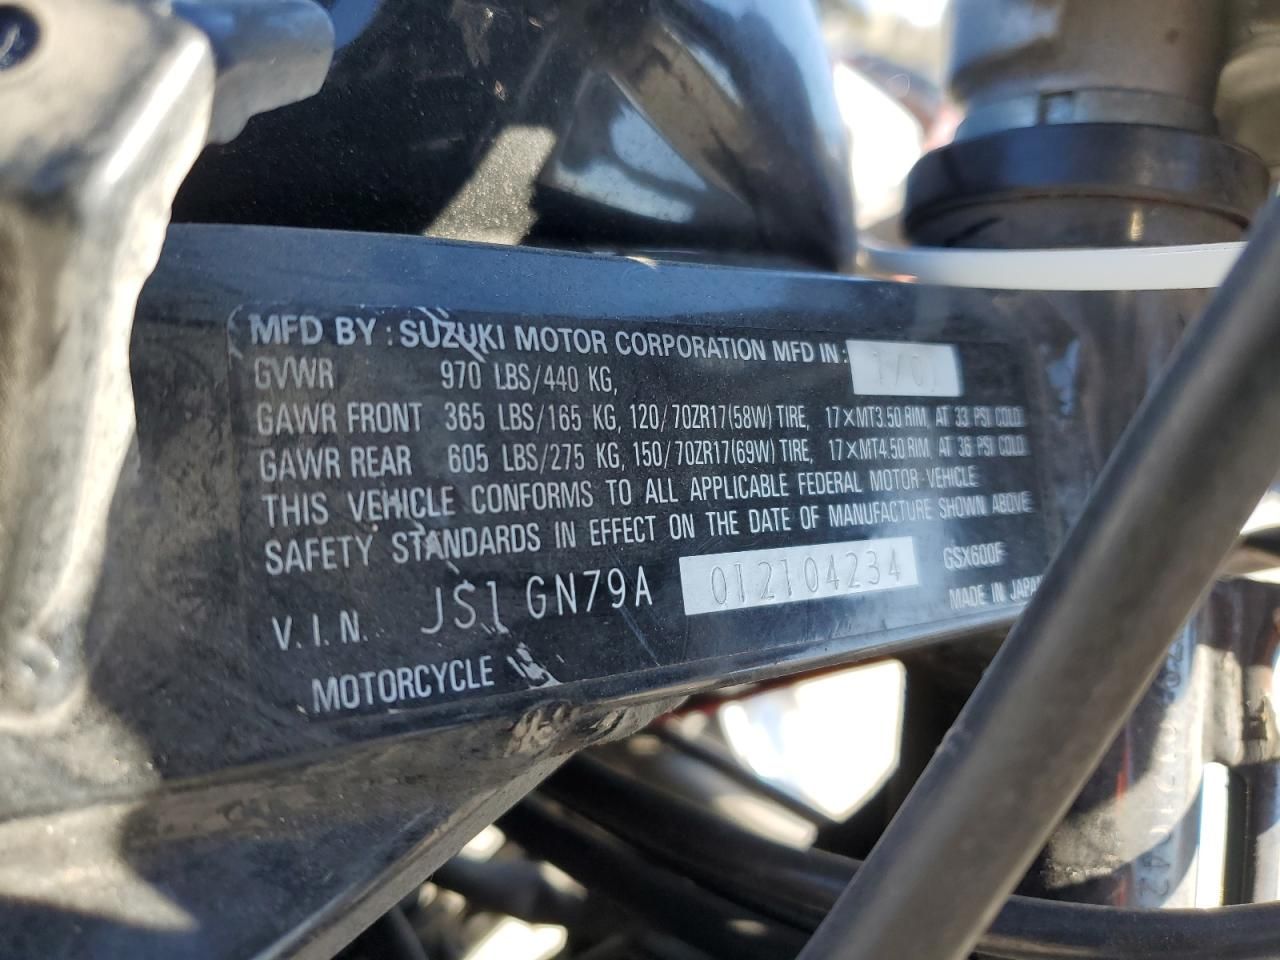 MFD BY : SUZUKI MOTOR CORPORATION MFD IN : 1/01
GVWR 970 LBS/440 KG,
GAWR FRONT 365 LBS/165 KG, 120/70ZR17(58W) TIRE, 17×MT3.50 RIM, AT 33 PSI COLD
GAWR REAR 605 LBS/275 KG, 150/70ZR17(69W) TIRE, 17×MT4.50 RIM, AT 36 PSI COLD
THIS VEHICLE CONFORMS TO ALL APPLICABLE FEDERAL MOTOR VEHICLE
SAFETY STANDARDS IN EFFECT ON THE DATE OF MANUFACTURE SHOWN ABOVE
V.I.N. JS1GN79A 012104234 GSX600F
MOTORCYCLE MADE IN JAPAN